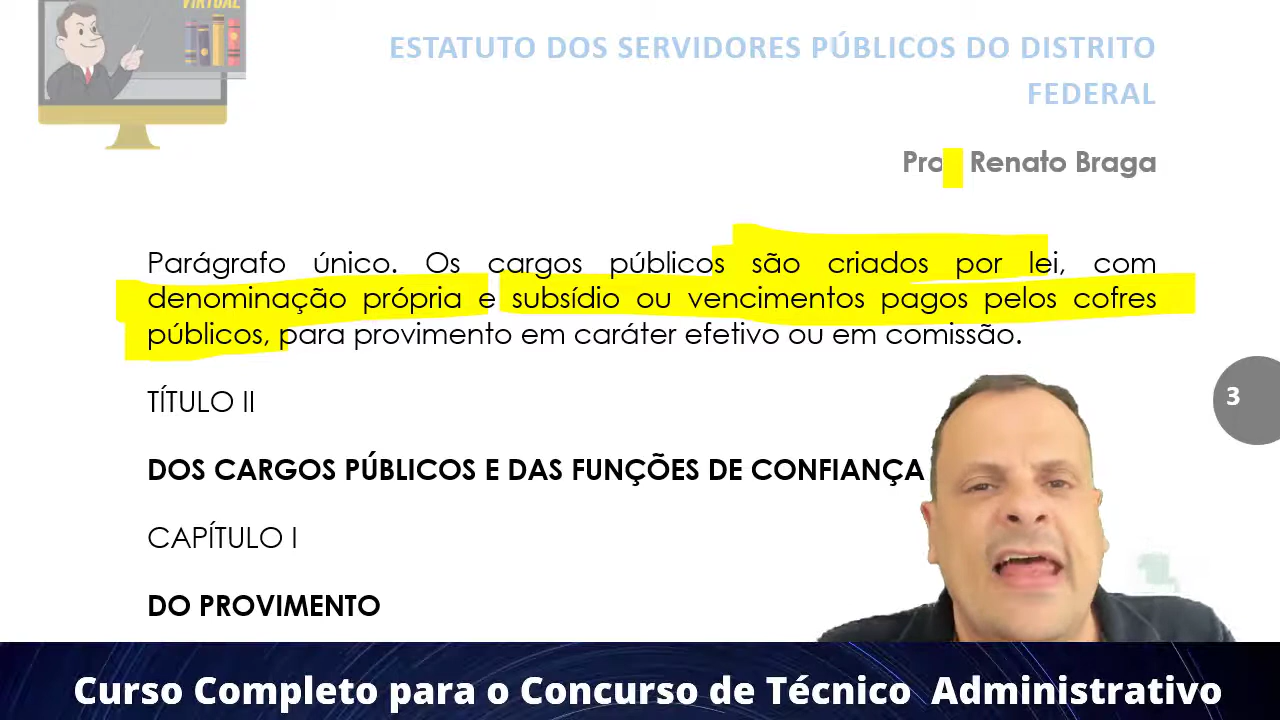 VIRTUAL
ESTATUTO DOS SERVIDORES PÚBLICOS DO DISTRITO
FEDERAL
Pro Renato Braga
Parágrafo único. Os cargos públicos são criados por lei, com
denominação própria e subsídio ou vencimentos pagos pelos cofres
públicos, para provimento em caráter efetivo ou em comissão.
TÍTULO II
3
DOS CARGOS PÚBLICOS E DAS FUNÇÕES DE CONFIANÇA
CAPÍTULO I
DO PROVIMENTO
Curso Completo para o Concurso de Técnico Administrativo